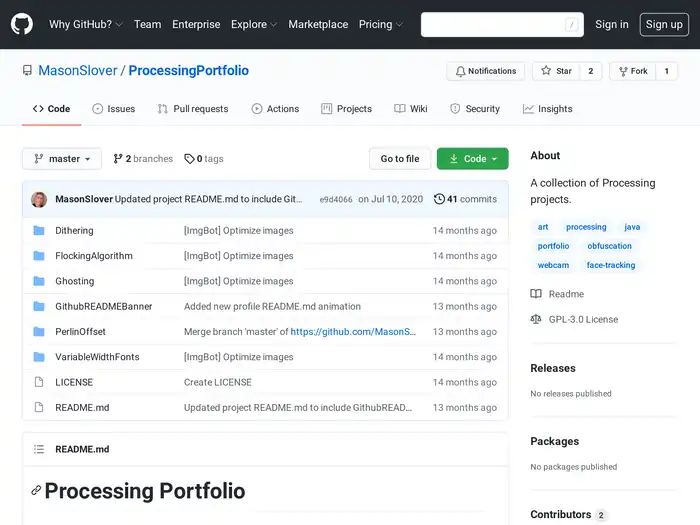 Why GitHub? Team Enterprise Explore Marketplace Pricing / Sign in Sign up
MasonSlover / ProcessingPortfolio
Notifications Star 2 Fork 1
Code Issues Pull requests Actions Projects Wiki Security Insights
master 2 branches 0 tags Go to file Code
MasonSlover Updated project README.md to include Git... e9d4066 on Jul 10, 2020 41 commits
Dithering [ImgBot] Optimize images 14 months ago
FlockingAlgorithm [ImgBot] Optimize images 14 months ago
Ghosting [ImgBot] Optimize images 14 months ago
GithubREADMEBanner Added new profile README.md animation 13 months ago
PerlinOffset Merge branch 'master' of https://github.com/MasonS... 13 months ago
VariableWidthFonts [ImgBot] Optimize images 14 months ago
LICENSE Create LICENSE 14 months ago
README.md Updated project README.md to include GithubREAD... 13 months ago
README.md
Processing Portfolio
About
A collection of Processing
projects.
art processing java
portfolio obfuscation
webcam face-tracking
Readme
GPL-3.0 License
Releases
No releases published
Packages
No packages published
Contributors 2